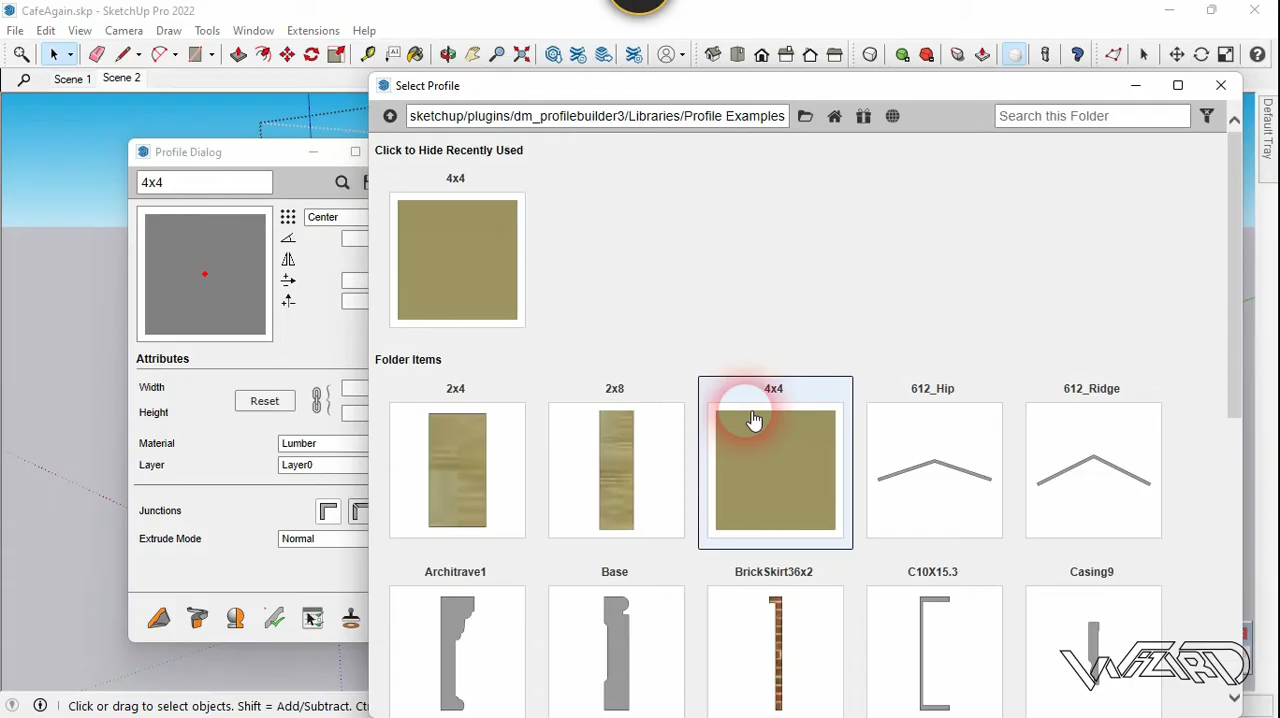 CafeAgain.skp - SketchUp Pro 2022
File Edit View Camera Draw Tools Window Extensions Help
Scene 1 Scene 2
Default Tray
Profile Dialog
4x4
Center
Attributes
Width
Reset
Height
Material
Lumber
Layer
Layer0
Junctions
Extrude Mode
Normal
Select Profile
sketchup/plugins/dm_profilebuilder3/Libraries/Profile Examples
Search this Folder
Click to Hide Recently Used
4x4
Folder Items
2x4 2x8 4x4 612_Hip 612_Ridge
Architrave1 Base BrickSkirt36x2 C10X15.3 Casing9
WIZARD
Click or drag to select objects. Shift = Add/Subtract.